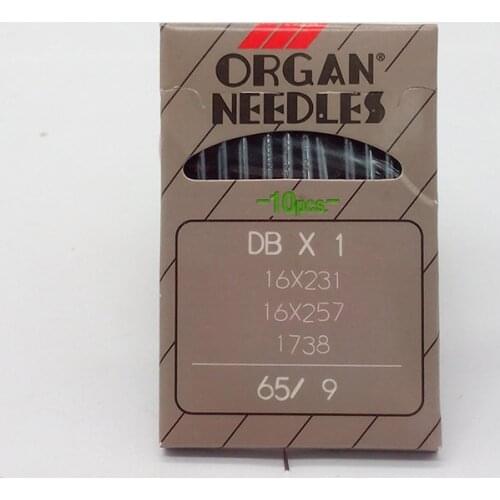 ORGAN®
NEEDLES
-10pcs-
DB X 1
16X231
16X257
1738
65/ 9